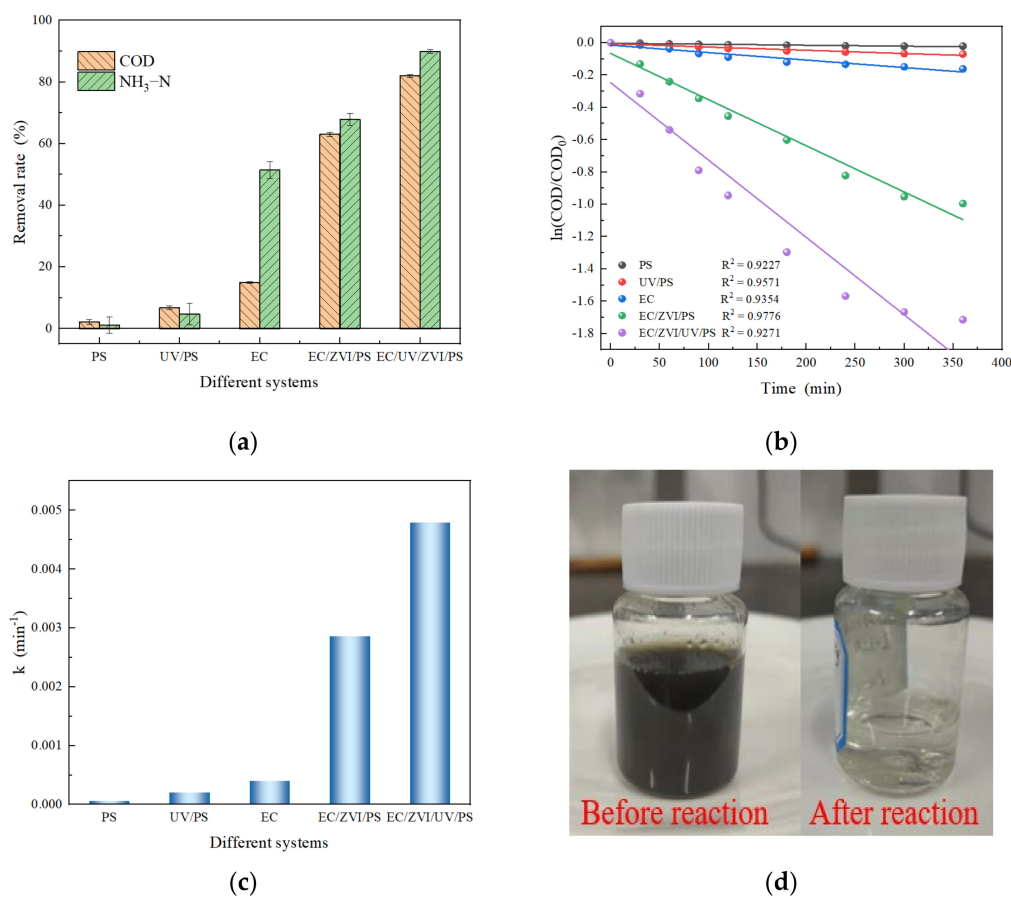 100
80
60
40
20
0
Removal rate (%)
COD
NH₃−N
PS UV/PS EC EC/ZVI/PS EC/UV/ZVI/PS
Different systems
(a)
0.0
-0.2
-0.4
-0.6
-0.8
-1.0
-1.2
-1.4
-1.6
-1.8
ln(COD/COD₀)
PS R² = 0.9227
UV/PS R² = 0.9571
EC R² = 0.9354
EC/ZVI/PS R² = 0.9776
EC/ZVI/UV/PS R² = 0.9271
0 50 100 150 200 250 300 350 400
Time (min)
(b)
0.005
0.004
0.003
0.002
0.001
0.000
k (min⁻¹)
PS UV/PS EC EC/ZVI/PS EC/ZVI/UV/PS
Different systems
(c)
Before reaction
After reaction
(d)